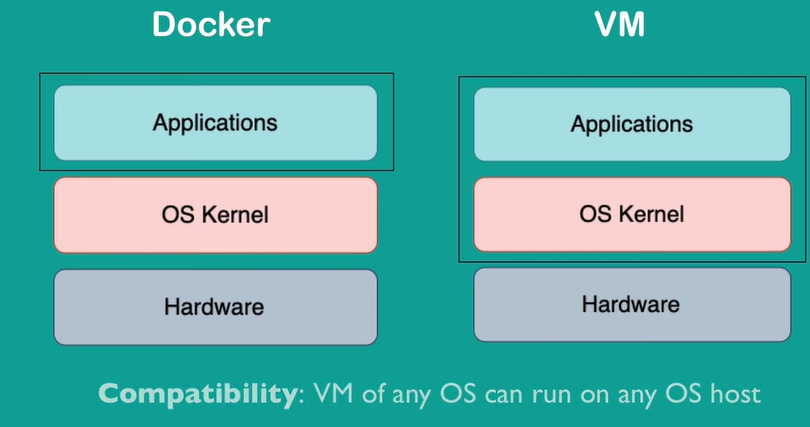 Docker
VM
Applications
Applications
OS Kernel
OS Kernel
Hardware
Hardware
Compatibility: VM of any OS can run on any OS host